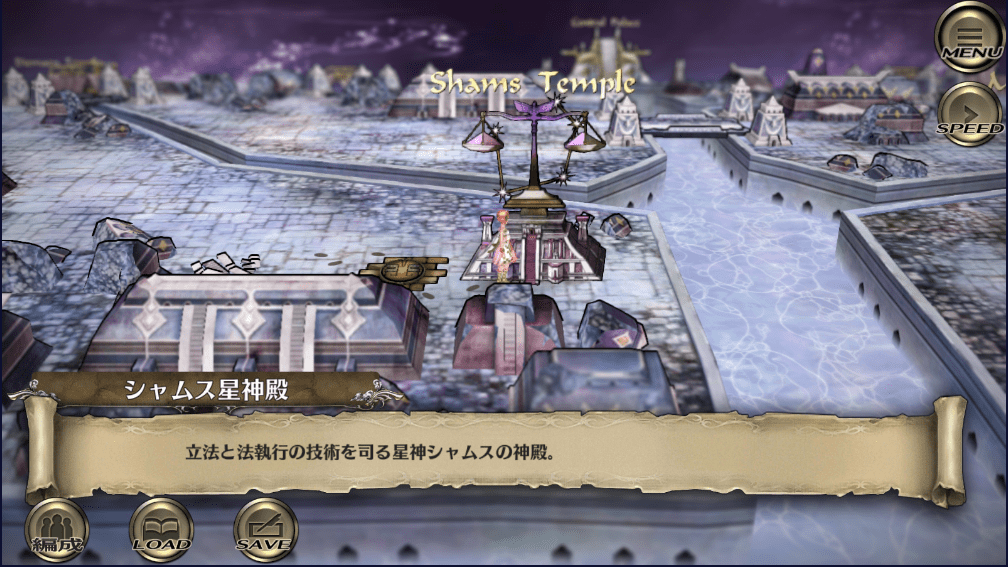 Central Palace
MENU
Shams Temple
SPEED
シャムス星神殿
立法と法執行の技術を司る星神シャムスの神殿。
編成
LOAD
SAVE